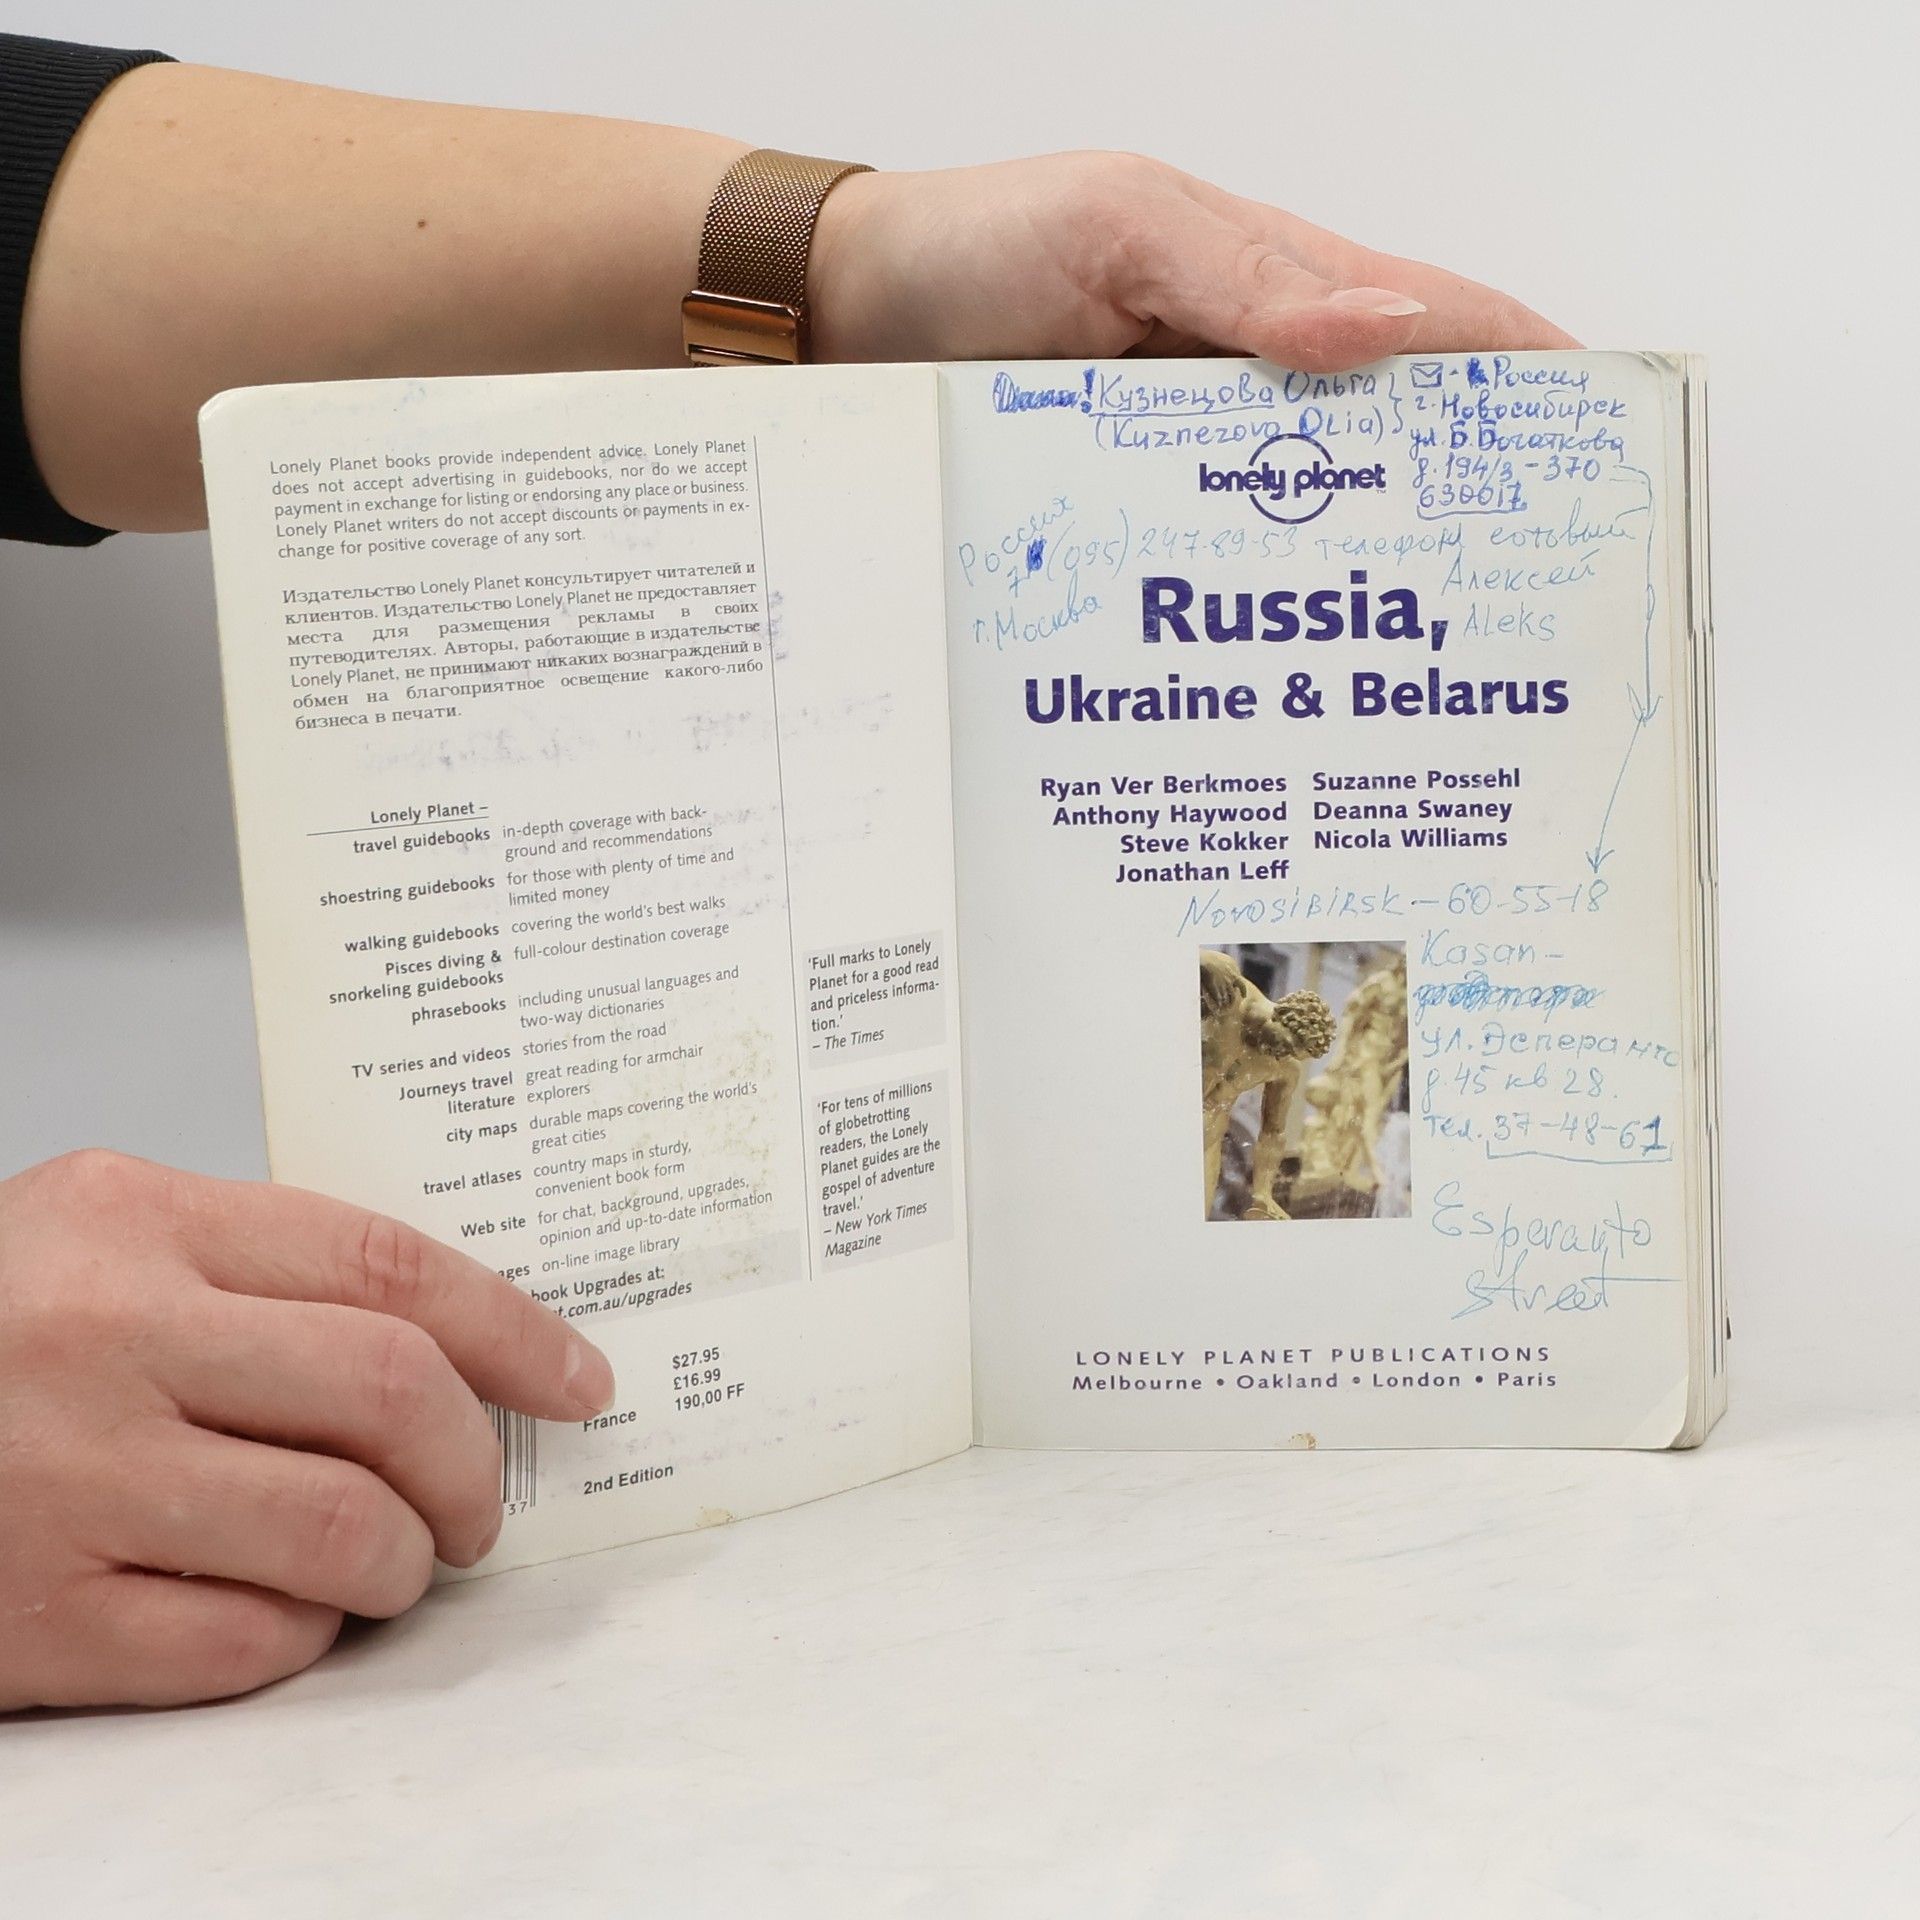 Lonely Planet books provide independent advice. Lonely Planet
does not accept advertising in guidebooks, nor do we accept
payment in exchange for listing or endorsing any place or business.
Lonely Planet writers do not accept discounts or payments in ex-
change for positive coverage of any sort.
Издательство Lonely Planet консультирует читателей и
клиентов. Издательство Lonely Planet не предоставляет
места для размещения рекламы в своих
путеводителях. Авторы, работающие в издательстве
Lonely Planet, не принимают никаких вознаграждений в
обмен на благоприятное освещение какого-либо
бизнеса в печати.
Lonely Planet –
travel guidebooks in-depth coverage with back-
ground and recommendations
shoestring guidebooks for those with plenty of time and
limited money
walking guidebooks covering the world's best walks
Pisces diving & full-colour destination coverage
snorkeling guidebooks
phrasebooks including unusual languages and
two-way dictionaries
TV series and videos stories from the road
Journeys travel great reading for armchair
literature explorers
city maps durable maps covering the world's
great cities
travel atlases country maps in sturdy,
convenient book form
Web site for chat, background, upgrades,
opinion and up-to-date information
ages on-line image library
book Upgrades at:
t.com.au/upgrades
$27.95
£16.99
France 190,00 FF
2nd Edition
37
'Full marks to Lonely
Planet for a good read
and priceless informa-
tion.'
– The Times
'For tens of millions
of globetrotting
readers, the Lonely
Planet guides are the
gospel of adventure
travel.'
– New York Times
Magazine
Кузнецова Ольга
(Kuznezova Olia)
Россия
г. Новосибирск
ул. Б. Богаткова
д. 194/3 - 370
630017
lonely planet
Россия
7 (095) 247-89-53 телефон сотовый
г. Москва
Алексей
Aleks
Russia,
Ukraine & Belarus
Ryan Ver Berkmoes Suzanne Possehl
Anthony Haywood Deanna Swaney
Steve Kokker Nicola Williams
Jonathan Leff
Novosibirsk - 60-55-18
Kasan -
ул. Эсперанто
д. 45 кв 28.
тел. 37-48-61
Esperanto
street
LONELY PLANET PUBLICATIONS
Melbourne • Oakland • London • Paris